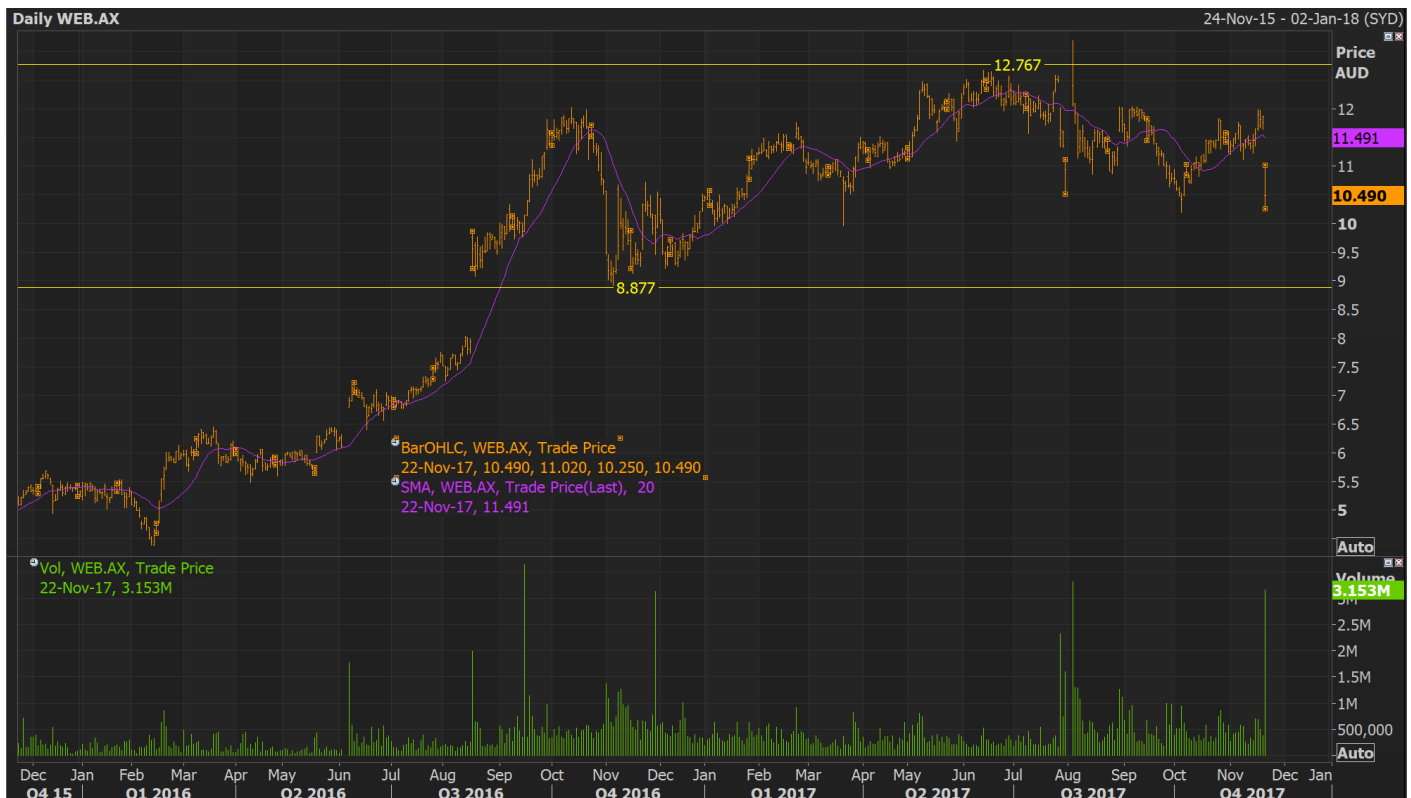 Daily WEB.AX
24-Nov-15 - 02-Jan-18 (SYD)
Price
AUD
12.767
12
11.491
11
10.490
10
9.5
9
8.877
8.5
8
7.5
7
6.5
6
5.5
5
Auto
BarOHLC, WEB.AX, Trade Price
22-Nov-17, 10.490, 11.020, 10.250, 10.490
SMA, WEB.AX, Trade Price(Last), 20
22-Nov-17, 11.491
Vol, WEB.AX, Trade Price
22-Nov-17, 3.153M
Volume
3.153M
3M
2.5M
2M
1.5M
1M
500,000
Auto
Dec Jan Feb Mar Apr May Jun Jul Aug Sep Oct Nov Dec Jan Feb Mar Apr May Jun Jul Aug Sep Oct Nov Dec Jan
Q4 15 Q1 2016 Q2 2016 Q3 2016 Q4 2016 Q1 2017 Q2 2017 Q3 2017 Q4 2017